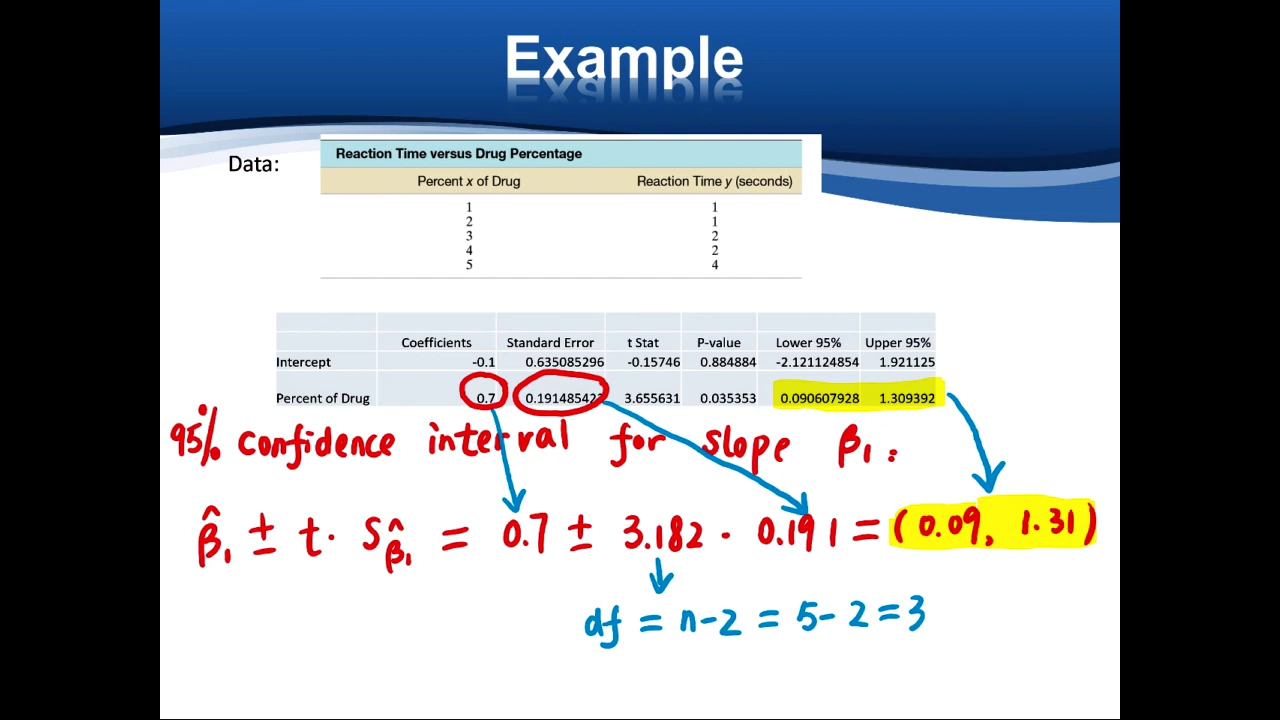 Example
Data:
Reaction Time versus Drug Percentage
Percent x of Drug Reaction Time y (seconds)
1 1
2 1
3 2
4 2
5 4
Coefficients Standard Error t Stat P-value Lower 95% Upper 95%
Intercept -0.1 0.635085296 -0.15746 0.884884 -2.121124854 1.921125
Percent of Drug 0.7 0.191485422 3.655631 0.035353 0.090607928 1.309392
95% confidence interval for slope β₁ :
β̂₁ ± t · S_β̂₁ = 0.7 ± 3.182 · 0.191 = (0.09, 1.31)
df = n-2 = 5-2 = 3